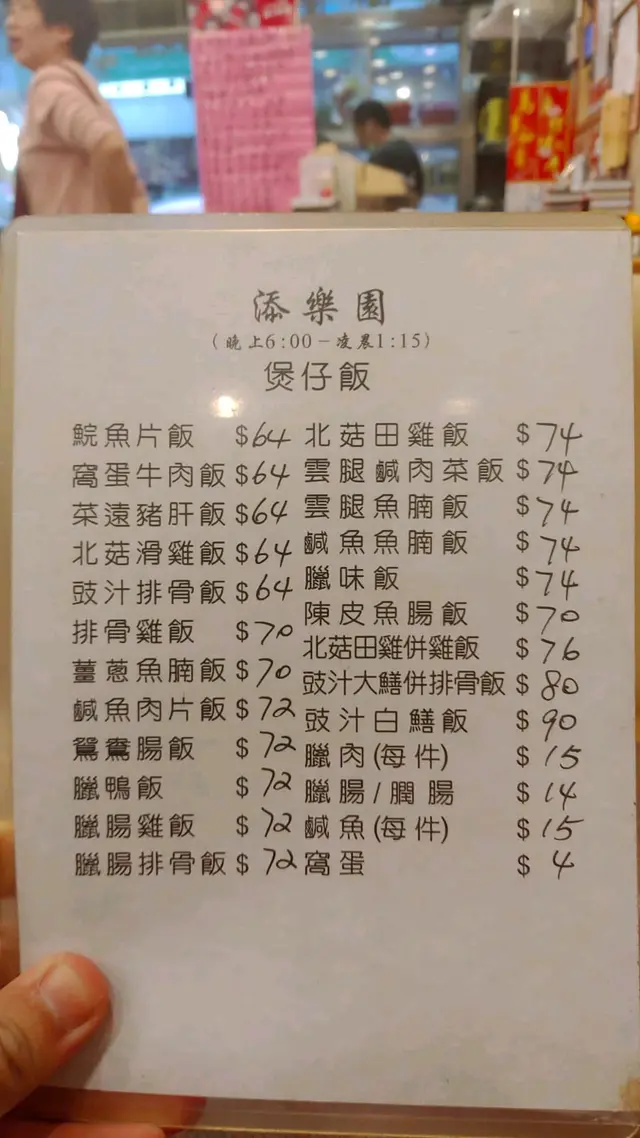 添樂園
(晚上6:00－凌晨1:15)
煲仔飯
鯇魚片飯 $64
窩蛋牛肉飯 $64
菜遠豬肝飯 $64
北菇滑雞飯 $64
豉汁排骨飯 $64
排骨雞飯 $70
薑蔥魚腩飯 $70
鹹魚肉片飯 $72
鴛鴦腸飯 $72
臘鴨飯 $72
臘腸雞飯 $72
臘腸排骨飯 $72
北菇田雞飯 $74
雲腿鹹肉菜飯 $74
雲腿魚腩飯 $74
鹹魚魚腩飯 $74
臘味飯 $74
陳皮魚腸飯 $70
北菇田雞併雞飯 $76
豉汁大鱔併排骨飯 $80
豉汁白鱔飯 $90
臘肉(每件) $15
臘腸/膶腸 $14
鹹魚(每件) $15
窩蛋 $4